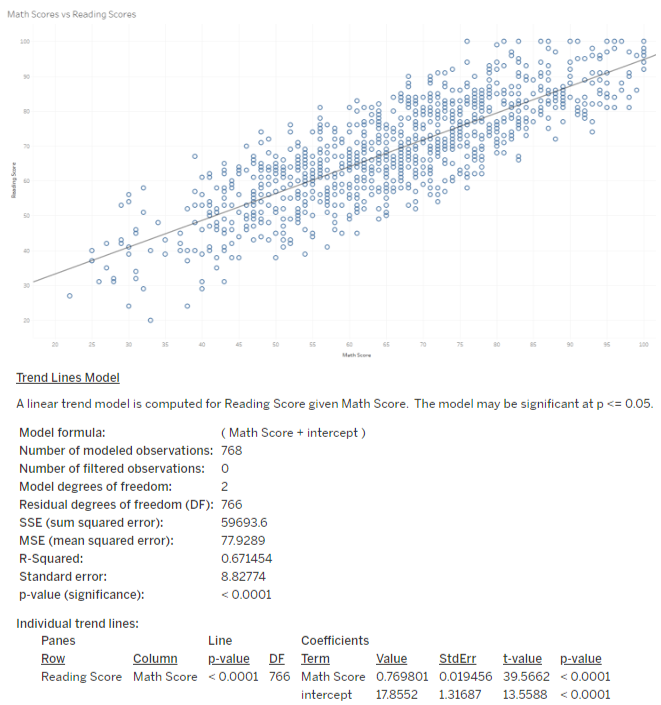 Math Scores vs Reading Scores
100
90
80
70
60
50
40
30
20
Reading Score
20 25 30 35 40 45 50 55 60 65 70 75 80 85 90 95 100
Math Score
Trend Lines Model
A linear trend model is computed for Reading Score given Math Score. The model may be significant at p <= 0.05.
Model formula: ( Math Score + intercept )
Number of modeled observations: 768
Number of filtered observations: 0
Model degrees of freedom: 2
Residual degrees of freedom (DF): 766
SSE (sum squared error): 59693.6
MSE (mean squared error): 77.9289
R-Squared: 0.671454
Standard error: 8.82774
p-value (significance): < 0.0001
Individual trend lines:
Panes Line Coefficients
Row Column p-value DF Term Value StdErr t-value p-value
Reading Score Math Score < 0.0001 766 Math Score 0.769801 0.019456 39.5662 < 0.0001
intercept 17.8552 1.31687 13.5588 < 0.0001